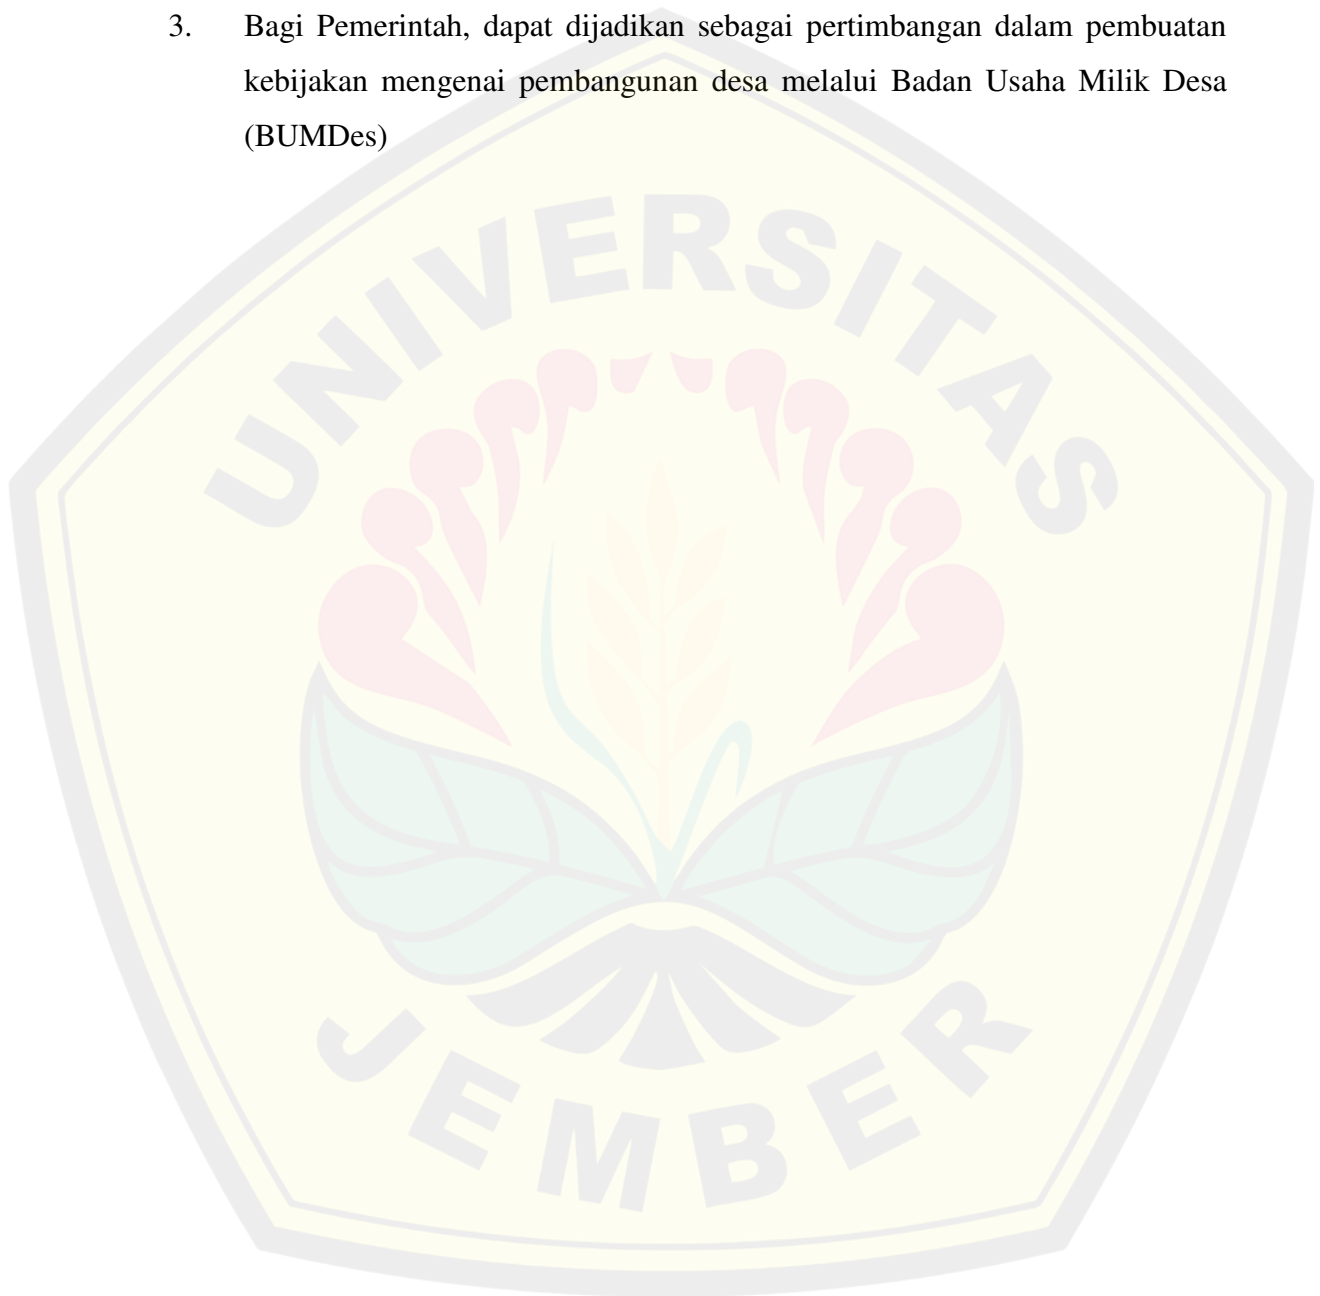 3. Bagi Pemerintah, dapat dijadikan sebagai pertimbangan dalam pembuatan
kebijakan mengenai pembangunan desa melalui Badan Usaha Milik Desa
(BUMDes)
UNIVERSITAS
JEMBER